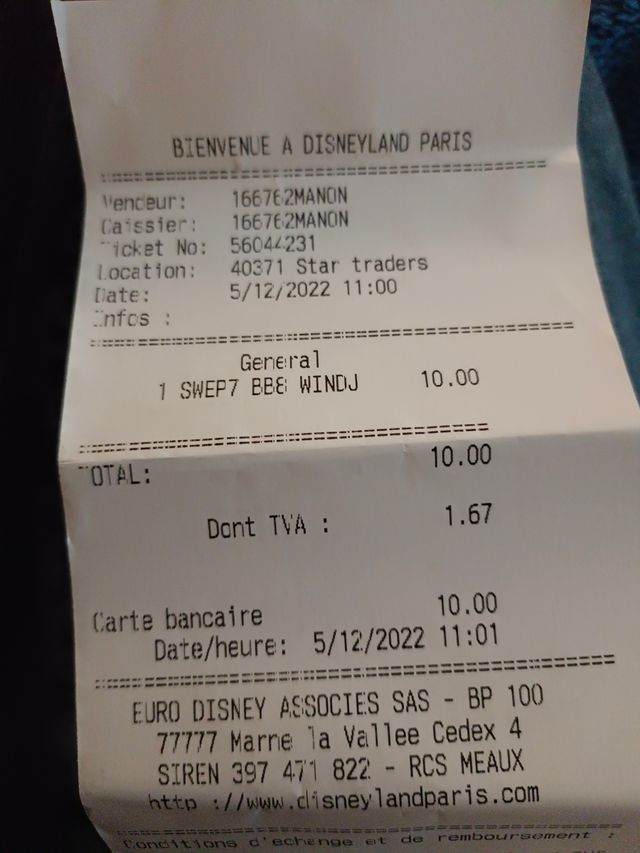 BIENVENUE A DISNEYLAND PARIS
Vendeur: 166762MANON
Caissier: 166762MANON
Ticket No: 56044231
Location: 40371 Star traders
Date: 5/12/2022 11:00
Infos :
General
1 SWEP7 BB8 WINDJ 10.00
TOTAL: 10.00
Dont TVA : 1.67
Carte bancaire 10.00
Date/heure: 5/12/2022 11:01
EURO DISNEY ASSOCIES SAS - BP 100
77777 Marne la Vallee Cedex 4
SIREN 397 471 822 - RCS MEAUX
http ://www.disneylandparis.com
Conditions d'echange et de remboursement :